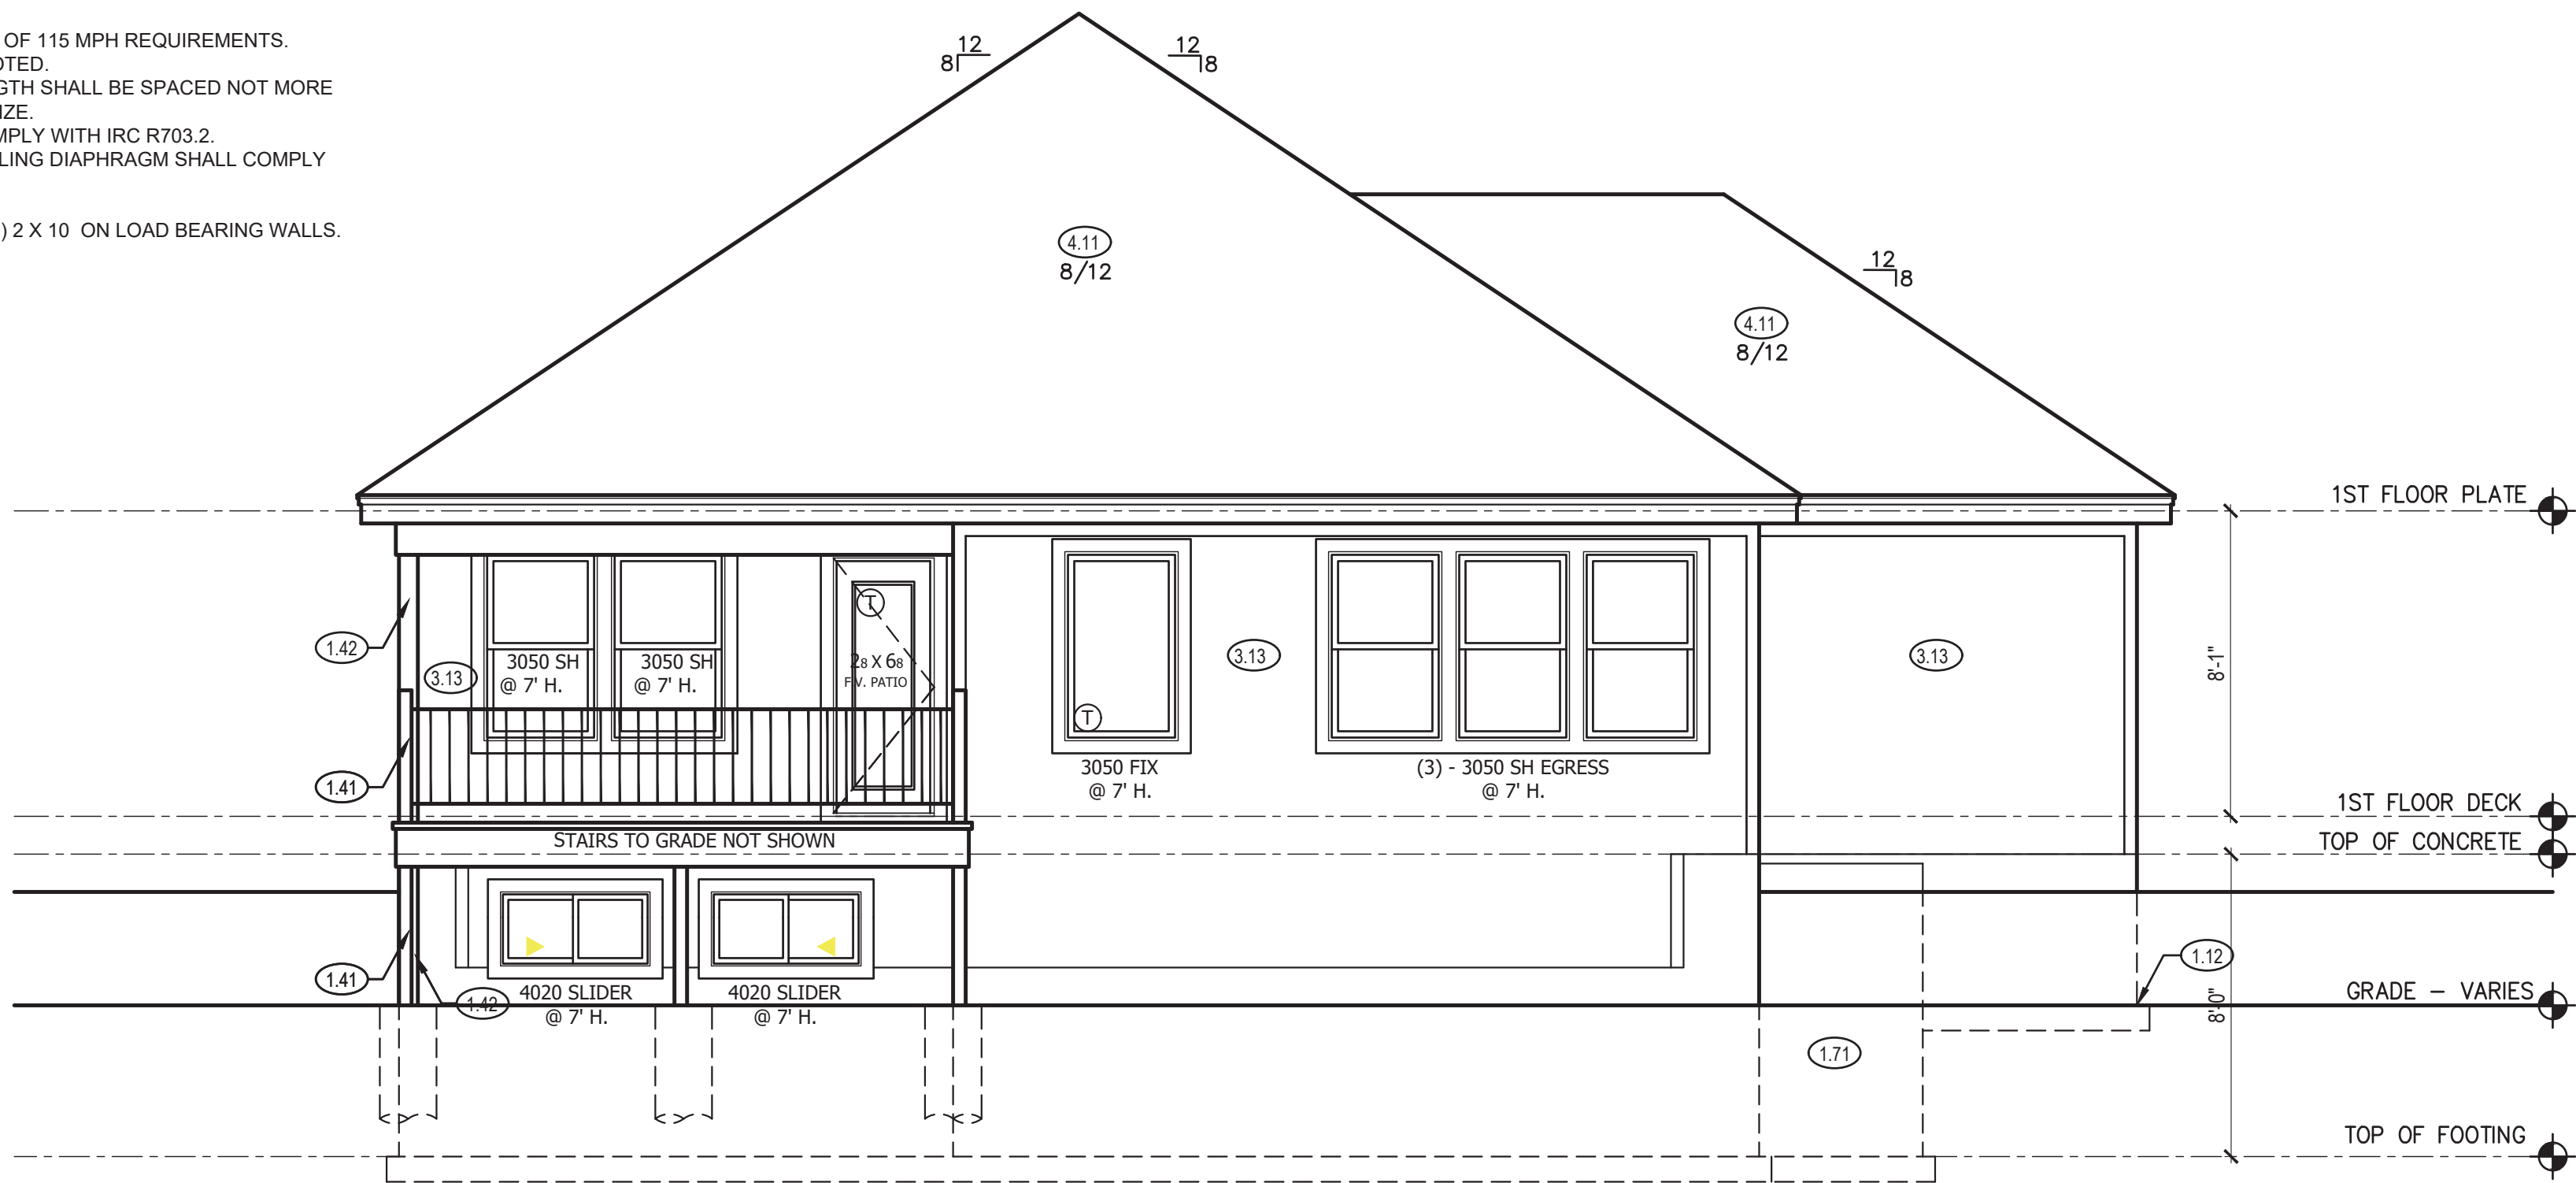 OF 115 MPH REQUIREMENTS.
OTED.
GTH SHALL BE SPACED NOT MORE
IZE.
MPLY WITH IRC R703.2.
LING DIAPHRAGM SHALL COMPLY
) 2 X 10 ON LOAD BEARING WALLS.
12
8
12
8
4.11
8/12
12
8
4.11
8/12
1ST FLOOR PLATE
T
1.42
3.13
3050 SH
@ 7' H.
3050 SH
@ 7' H.
28 X 68
F.V. PATIO
3.13
3.13
8'-1"
T
1.41
3050 FIX
@ 7' H.
(3) - 3050 SH EGRESS
@ 7' H.
1ST FLOOR DECK
STAIRS TO GRADE NOT SHOWN
TOP OF CONCRETE
1.41
1.42
4020 SLIDER
@ 7' H.
4020 SLIDER
@ 7' H.
1.12
GRADE – VARIES
8'-0"
1.71
TOP OF FOOTING